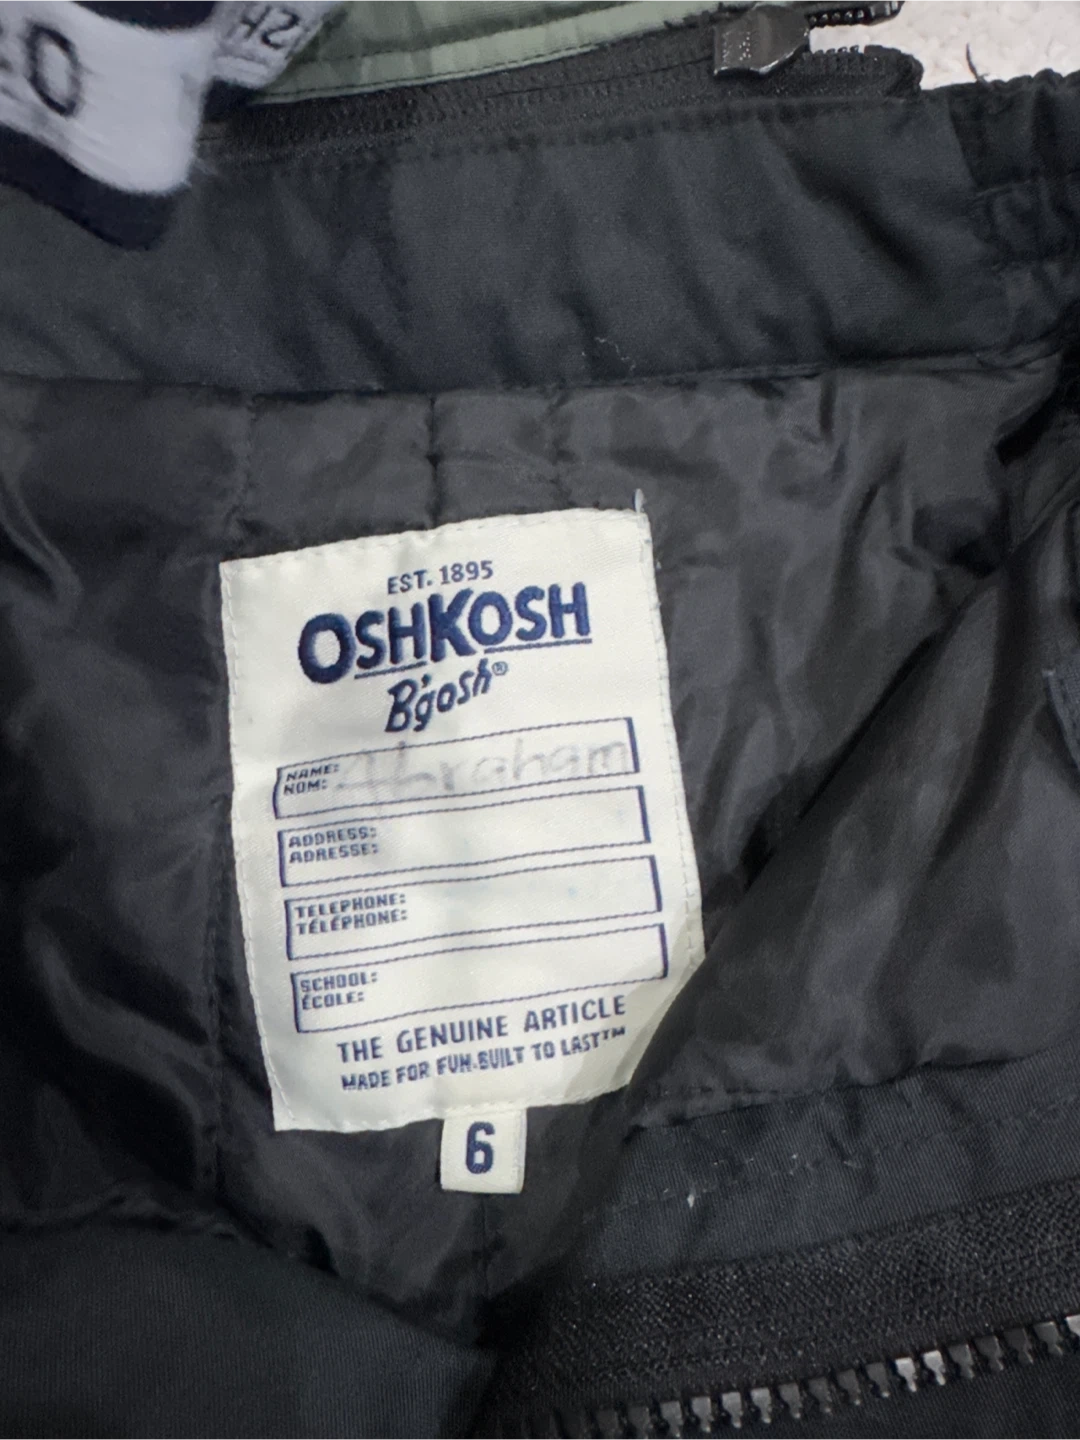 EST. 1895
OSHKOSH
B'gosh®
NAME: Abraham
NOM:
ADDRESS:
ADRESSE:
TELEPHONE:
TÉLÉPHONE:
SCHOOL:
ÉCOLE:
THE GENUINE ARTICLE
MADE FOR FUN-BUILT TO LAST™
6